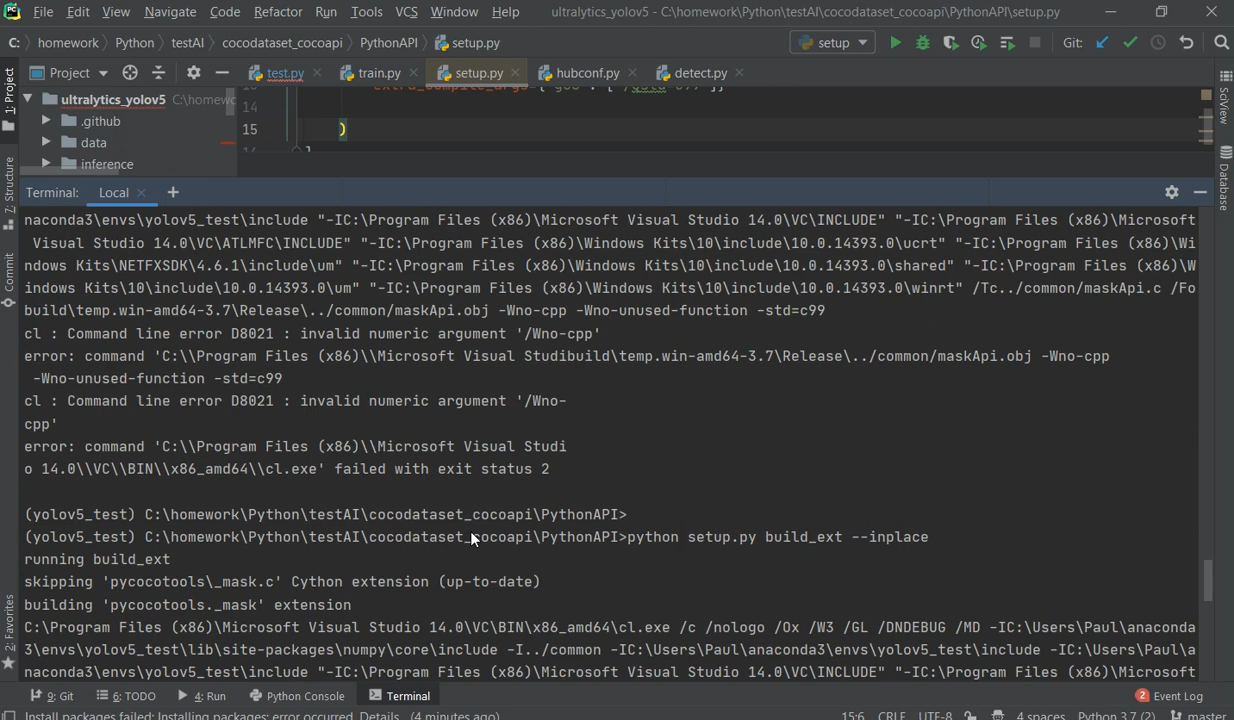 File Edit View Navigate Code Refactor Run Tools VCS Window Help ultralytics_yolov5 - C:\homework\Python\testAI\cocodataset_cocoapi\PythonAPI\setup.py
C: homework Python testAI cocodataset_cocoapi PythonAPI setup.py setup Git:
1: Project Project test.py train.py setup.py hubconf.py detect.py SciView
ultralytics_yolov5 C:\homewo
.github
data
inference
14
15 )
7: Structure
Commit
2: Favorites
Database
Terminal: Local +
naconda3\envs\yolov5_test\include "-IC:\Program Files (x86)\Microsoft Visual Studio 14.0\VC\INCLUDE" "-IC:\Program Files (x86)\Microsoft
Visual Studio 14.0\VC\ATLMFC\INCLUDE" "-IC:\Program Files (x86)\Windows Kits\10\include\10.0.14393.0\ucrt" "-IC:\Program Files (x86)\Wi
ndows Kits\NETFXSDK\4.6.1\include\um" "-IC:\Program Files (x86)\Windows Kits\10\include\10.0.14393.0\shared" "-IC:\Program Files (x86)\W
indows Kits\10\include\10.0.14393.0\um" "-IC:\Program Files (x86)\Windows Kits\10\include\10.0.14393.0\winrt" /Tc../common/maskApi.c /Fo
build\temp.win-amd64-3.7\Release\../common/maskApi.obj -Wno-cpp -Wno-unused-function -std=c99
cl : Command line error D8021 : invalid numeric argument '/Wno-cpp'
error: command 'C:\\Program Files (x86)\\Microsoft Visual Studibuild\temp.win-amd64-3.7\Release\../common/maskApi.obj -Wno-cpp
-Wno-unused-function -std=c99
cl : Command line error D8021 : invalid numeric argument '/Wno-
cpp'
error: command 'C:\\Program Files (x86)\\Microsoft Visual Studi
o 14.0\\VC\\BIN\\x86_amd64\\cl.exe' failed with exit status 2
(yolov5_test) C:\homework\Python\testAI\cocodataset_cocoapi\PythonAPI>
(yolov5_test) C:\homework\Python\testAI\cocodataset_cocoapi\PythonAPI>python setup.py build_ext --inplace
running build_ext
skipping 'pycocotools\_mask.c' Cython extension (up-to-date)
building 'pycocotools._mask' extension
C:\Program Files (x86)\Microsoft Visual Studio 14.0\VC\BIN\x86_amd64\cl.exe /c /nologo /Ox /W3 /GL /DNDEBUG /MD -IC:\Users\Paul\anaconda
3\envs\yolov5_test\lib\site-packages\numpy\core\include -I../common -IC:\Users\Paul\anaconda3\envs\yolov5_test\include -IC:\Users\Paul\a
naconda3\envs\yolov5_test\include "-IC:\Program Files (x86)\Microsoft Visual Studio 14.0\VC\INCLUDE" "-IC:\Program Files (x86)\Microsoft
9: Git 6: TODO 4: Run Python Console Terminal 2 Event Log
Install packages failed: Installing packages: error occurred. Details... (4 minutes ago) 15:6 CRLF UTF-8 4 spaces Python 3.7 (2) master